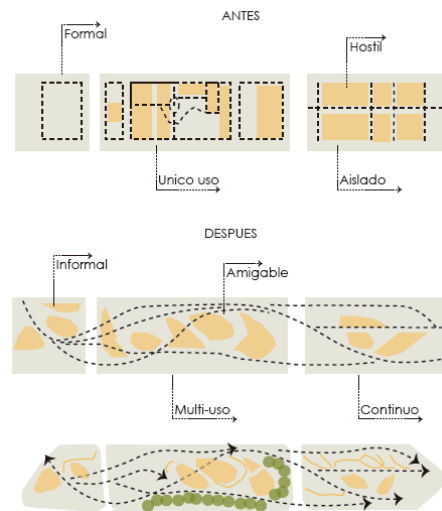 ANTES
Formal
Hostil
Unico uso
Aislado
DESPUES
Informal
Amigable
Multi-uso
Continuo